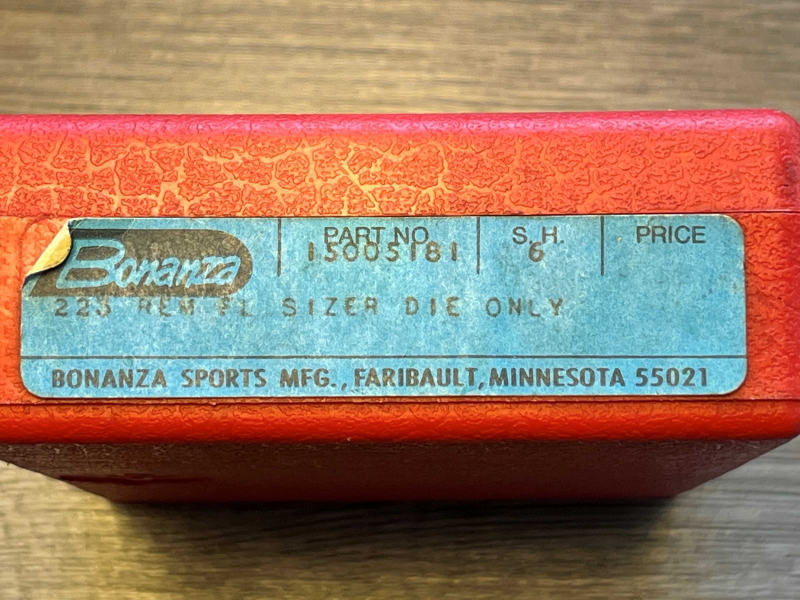 Bonanza
PART NO. S. H. PRICE
15005181 6
223 REM FL SIZER DIE ONLY
BONANZA SPORTS MFG., FARIBAULT, MINNESOTA 55021